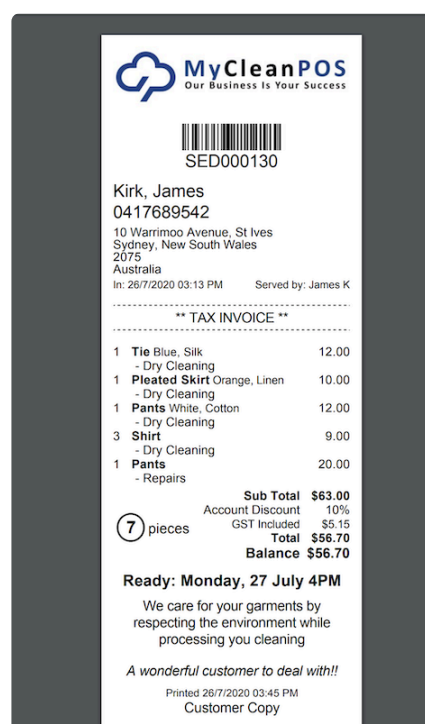 MyCleanPOS
Our Business Is Your Success
SED000130
Kirk, James
0417689542
10 Warrimoo Avenue, St Ives
Sydney, New South Wales
2075
Australia
In: 26/7/2020 03:13 PM Served by: James K
** TAX INVOICE **
1 Tie Blue, Silk 12.00
- Dry Cleaning
1 Pleated Skirt Orange, Linen 10.00
- Dry Cleaning
1 Pants White, Cotton 12.00
- Dry Cleaning
3 Shirt 9.00
- Dry Cleaning
1 Pants 20.00
- Repairs
Sub Total $63.00
Account Discount 10%
GST Included $5.15
7 pieces
Total $56.70
Balance $56.70
Ready: Monday, 27 July 4PM
We care for your garments by
respecting the environment while
processing you cleaning
A wonderful customer to deal with!!
Printed 26/7/2020 03:45 PM
Customer Copy